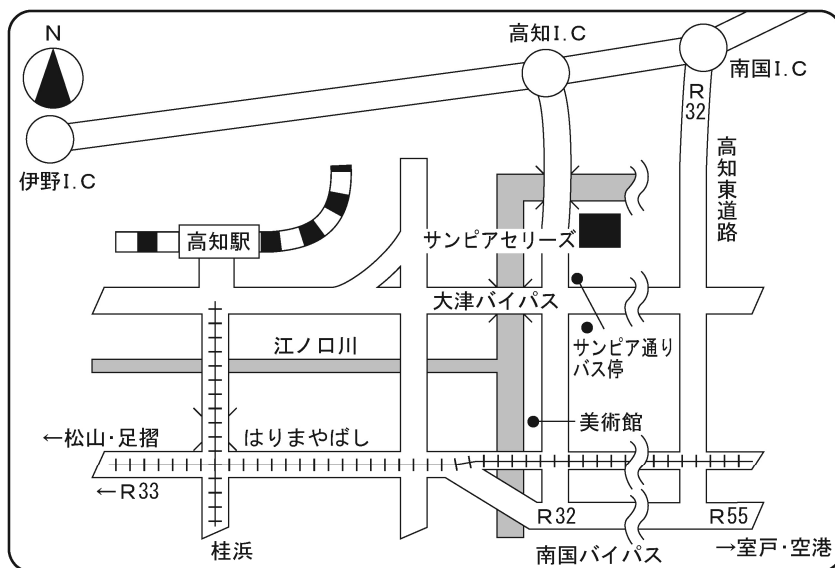 N
高知I.C
南国I.C
R
32
伊野I.C
高知東道路
高知駅
サンピアセリーズ
大津バイパス
江ノ口川
サンピア通り
バス停
美術館
←松山・足摺
はりまやばし
←R33
R32
R55
桂浜
南国バイパス
→室戸・空港